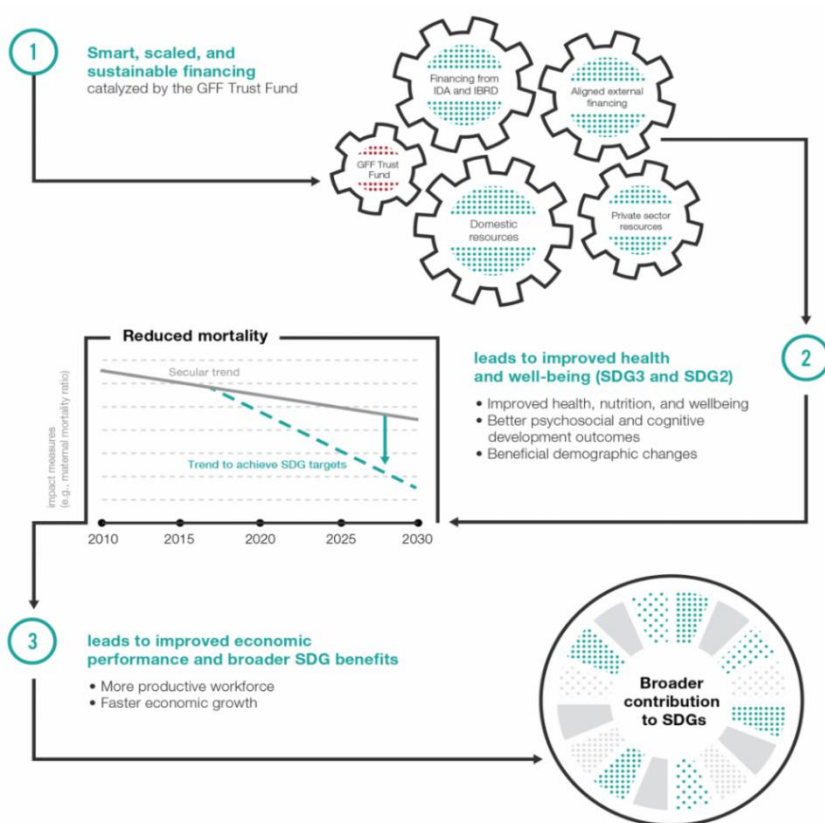 1
Smart, scaled, and
sustainable financing
catalyzed by the GFF Trust Fund
Financing from
IDA and IBRD
Aligned external
financing
GFF Trust
Fund
Domestic
resources
Private sector
resources
2
leads to improved health
and well-being (SDG3 and SDG2)
• Improved health, nutrition, and wellbeing
• Better psychosocial and cognitive
development outcomes
• Beneficial demographic changes
Reduced mortality
Secular trend
Trend to achieve SDG targets
impact measures
(e.g., maternal mortality ratio)
2010
2015
2020
2025
2030
3
leads to improved economic
performance and broader SDG benefits
• More productive workforce
• Faster economic growth
Broader
contribution
to SDGs